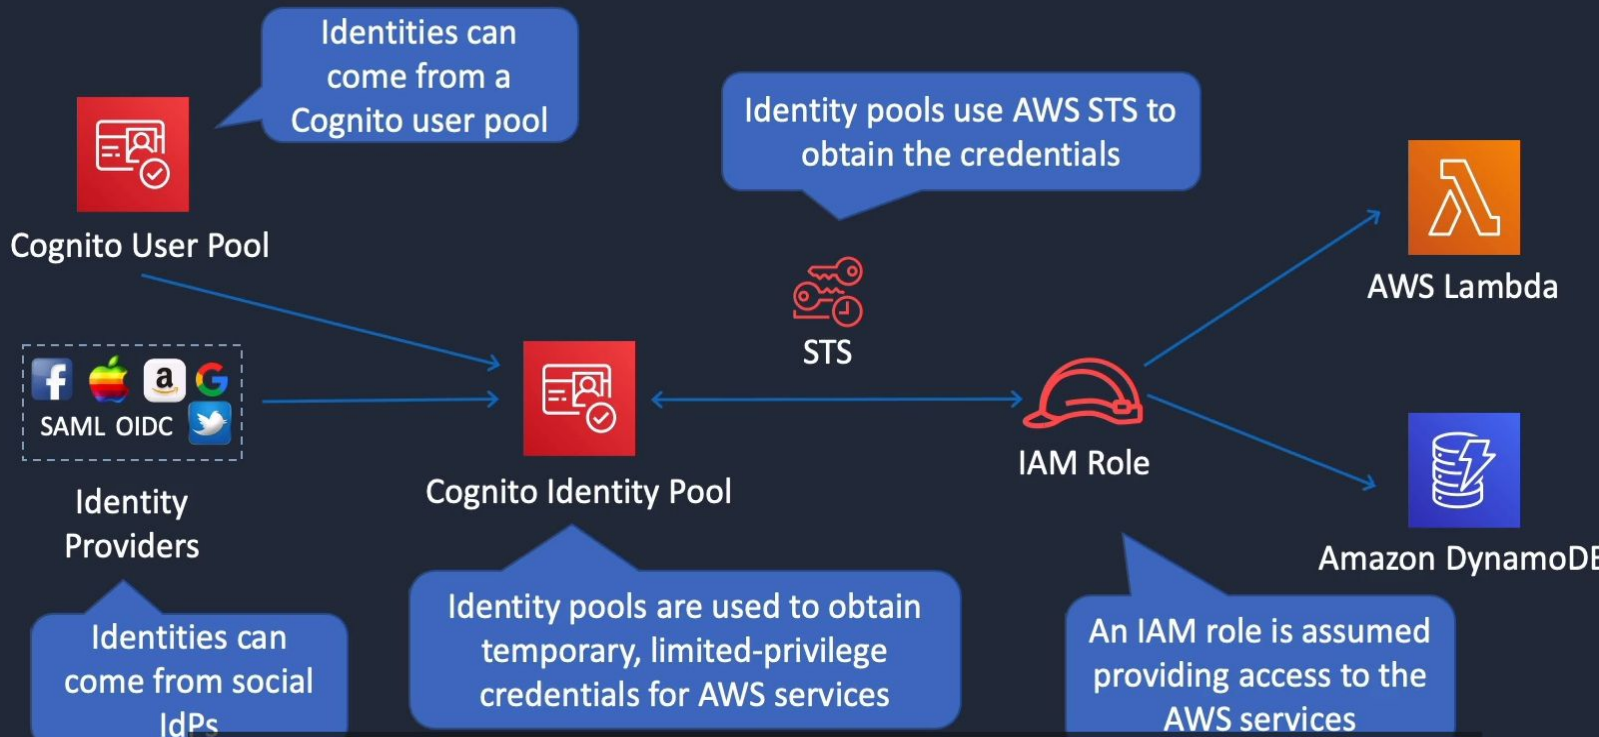 Identities can
come from a
Cognito user pool
Identity pools use AWS STS to
obtain the credentials
Cognito User Pool
AWS Lambda
STS
a
SAML OIDC
IAM Role
Cognito Identity Pool
Identity
Providers
Amazon DynamoDB
Identities can
come from social
IdPs
Identity pools are used to obtain
temporary, limited-privilege
credentials for AWS services
An IAM role is assumed
providing access to the
AWS services